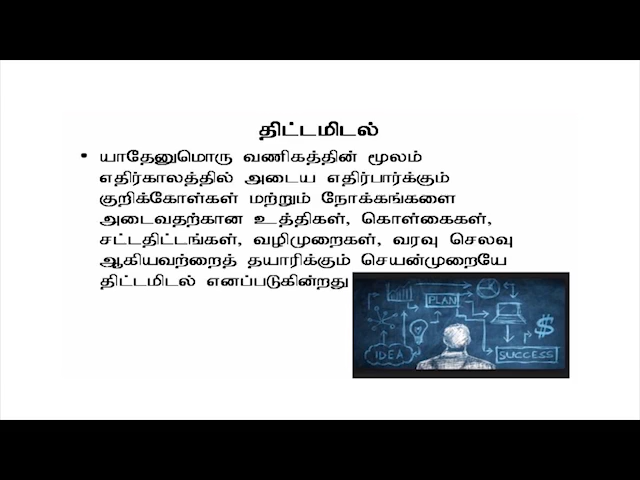 திட்டமிடல்
• யாதேனுமொரு வணிகத்தின் மூலம்
எதிர்காலத்தில் அடைய எதிர்பார்க்கும்
குறிக்கோள்கள் மற்றும் நோக்கங்களை
அடைவதற்கான உத்திகள், கொள்கைகள்,
சட்டதிட்டங்கள், வழிமுறைகள், வரவு செலவு
ஆகியவற்றைத் தயாரிக்கும் செயன்முறையே
திட்டமிடல் எனப்படுகின்றது
PLAN
$
IDEA
SUCCESS